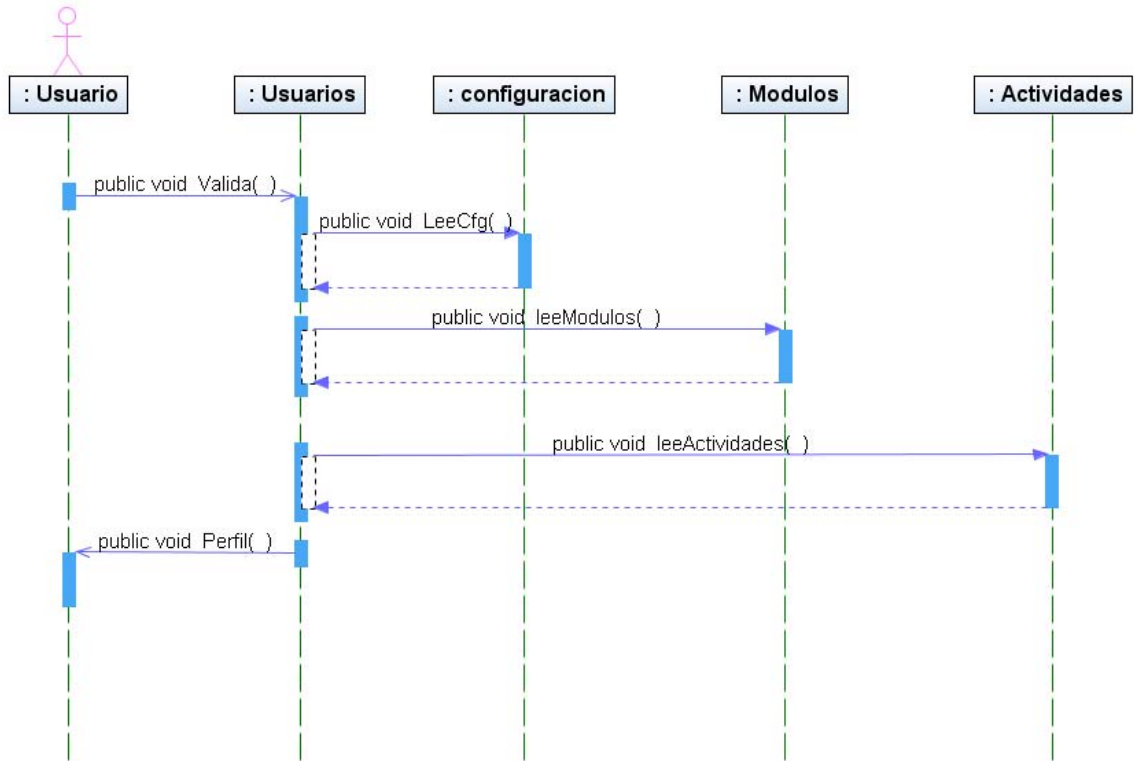 : Usuario
: Usuarios
: configuracion
: Modulos
: Actividades
public void Valida( )
public void LeeCfg( )
public void leeModulos( )
public void leeActividades( )
public void Perfil( )